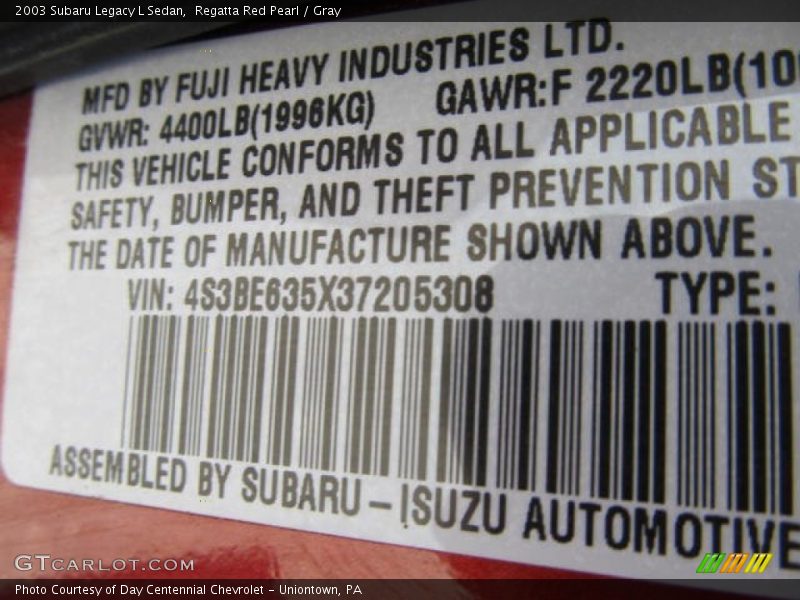 2003 Subaru Legacy L Sedan,  Regatta Red Pearl / Gray
MFD BY FUJI HEAVY INDUSTRIES LTD.
GVWR: 4400LB(1996KG) GAWR:F 2220LB(10
THIS VEHICLE CONFORMS TO ALL APPLICABLE
SAFETY, BUMPER, AND THEFT PREVENTION ST
THE DATE OF MANUFACTURE SHOWN ABOVE.
VIN: 4S3BE635X37205308 TYPE:
ASSEMBLED BY SUBARU – ISUZU AUTOMOTIVE
GTCARLOT.COM
Photo Courtesy of Day Centennial Chevrolet – Uniontown, PA